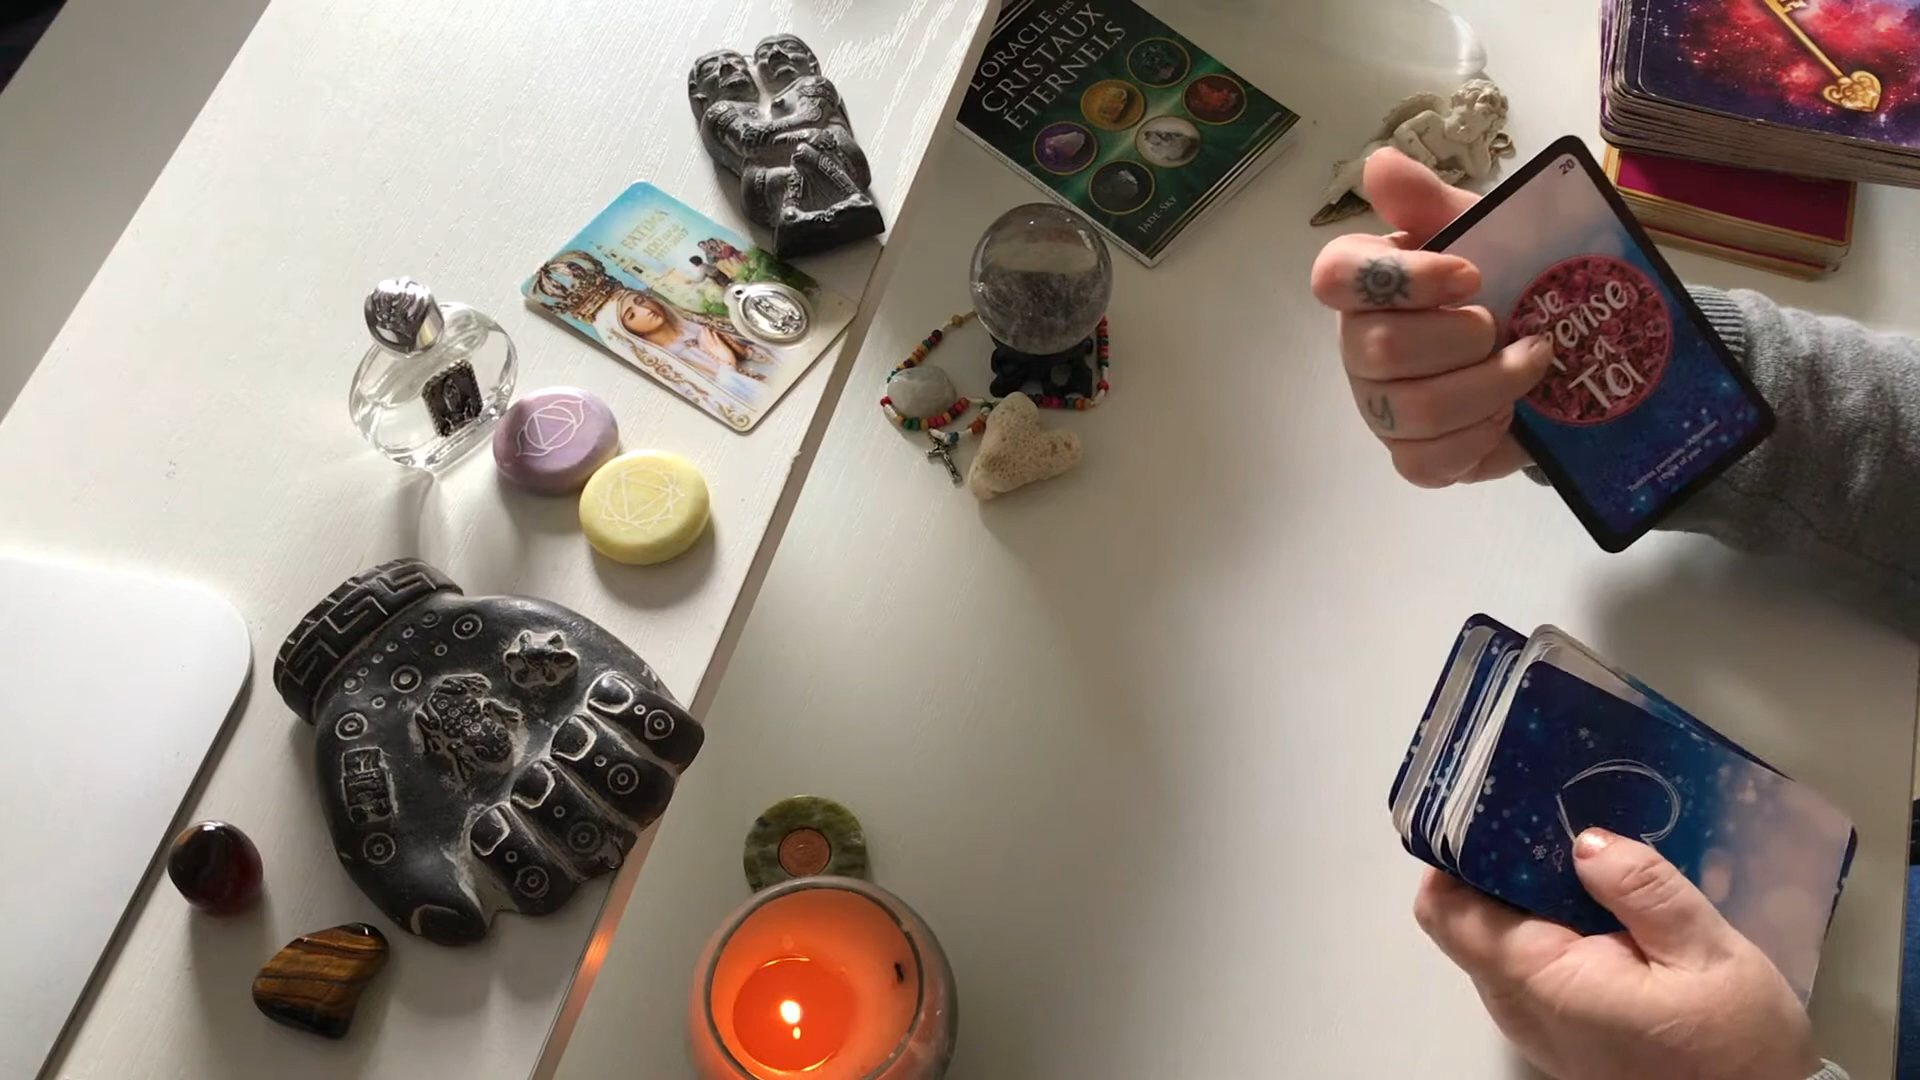 L'ORACLE DES
CRISTAUX
ÉTERNELS
JADE-SKY
FATIMA
20
Je
Pense
à
Toi